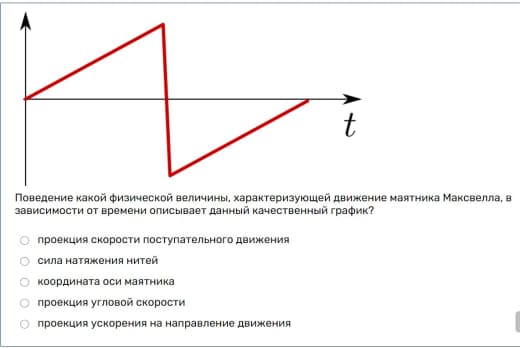 t
Поведение какой физической величины, характеризующей движение маятника Максвелла, в
зависимости от времени описывает данный качественный график?
проекция скорости поступательного движения
сила натяжения нитей
координата оси маятника
проекция угловой скорости
проекция ускорения на направление движения